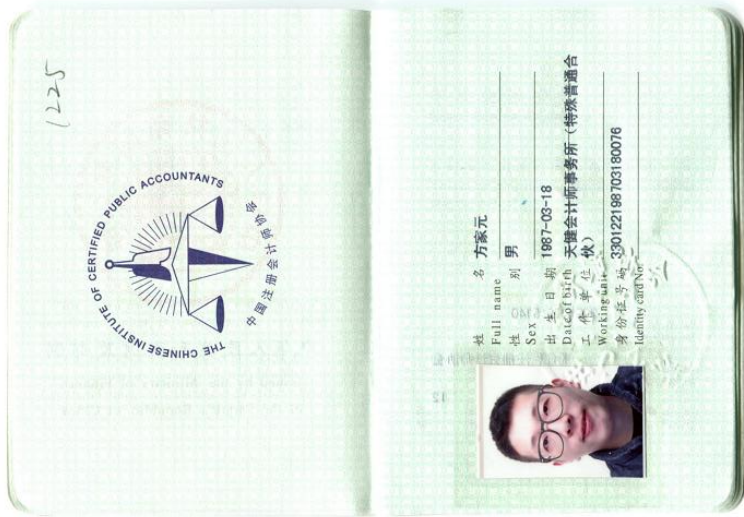 1225
THE CHINESE INSTITUTE OF CERTIFIED PUBLIC ACCOUNTANTS
中国注册会计师协会
姓 名 方家元
Full name
性 别 男
Sex
出 生 日 期 1987-03-18
Date of birth
工 作 单 位 天健会计师事务所（特殊普通合
伙）
Working unit
身份证号码 330122198703180076
Identity card No.